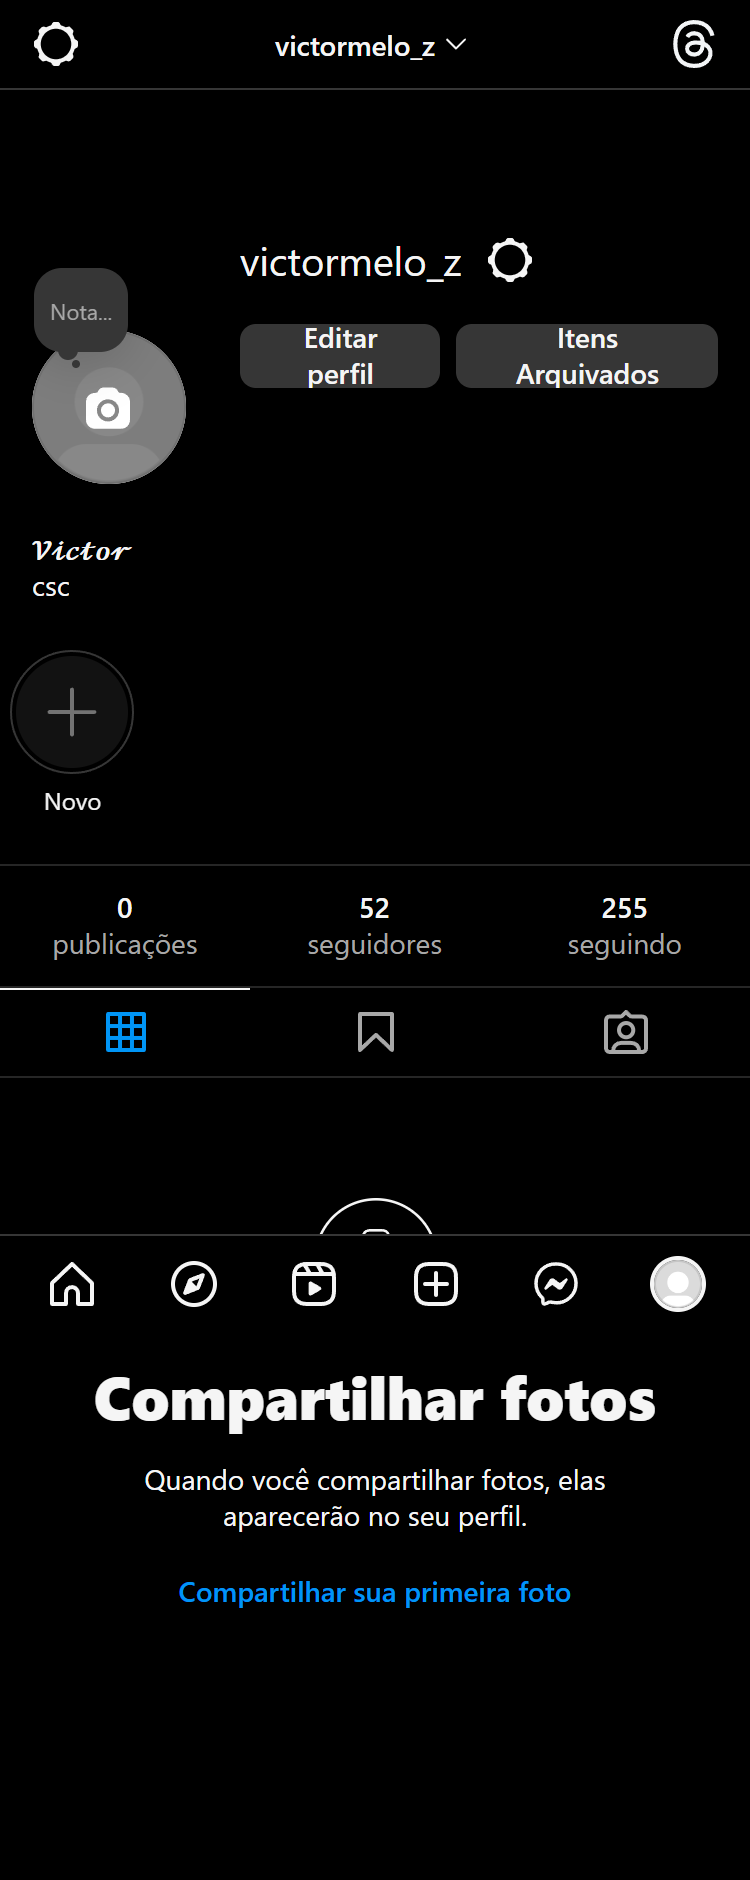 victormelo_z
victormelo_z
Nota...
Editar
perfil
Itens
Arquivados
𝓥𝓲𝓬𝓽𝓸𝓻
csc
Novo
0
publicações
52
seguidores
255
seguindo
Compartilhar fotos
Quando você compartilhar fotos, elas
aparecerão no seu perfil.
Compartilhar sua primeira foto